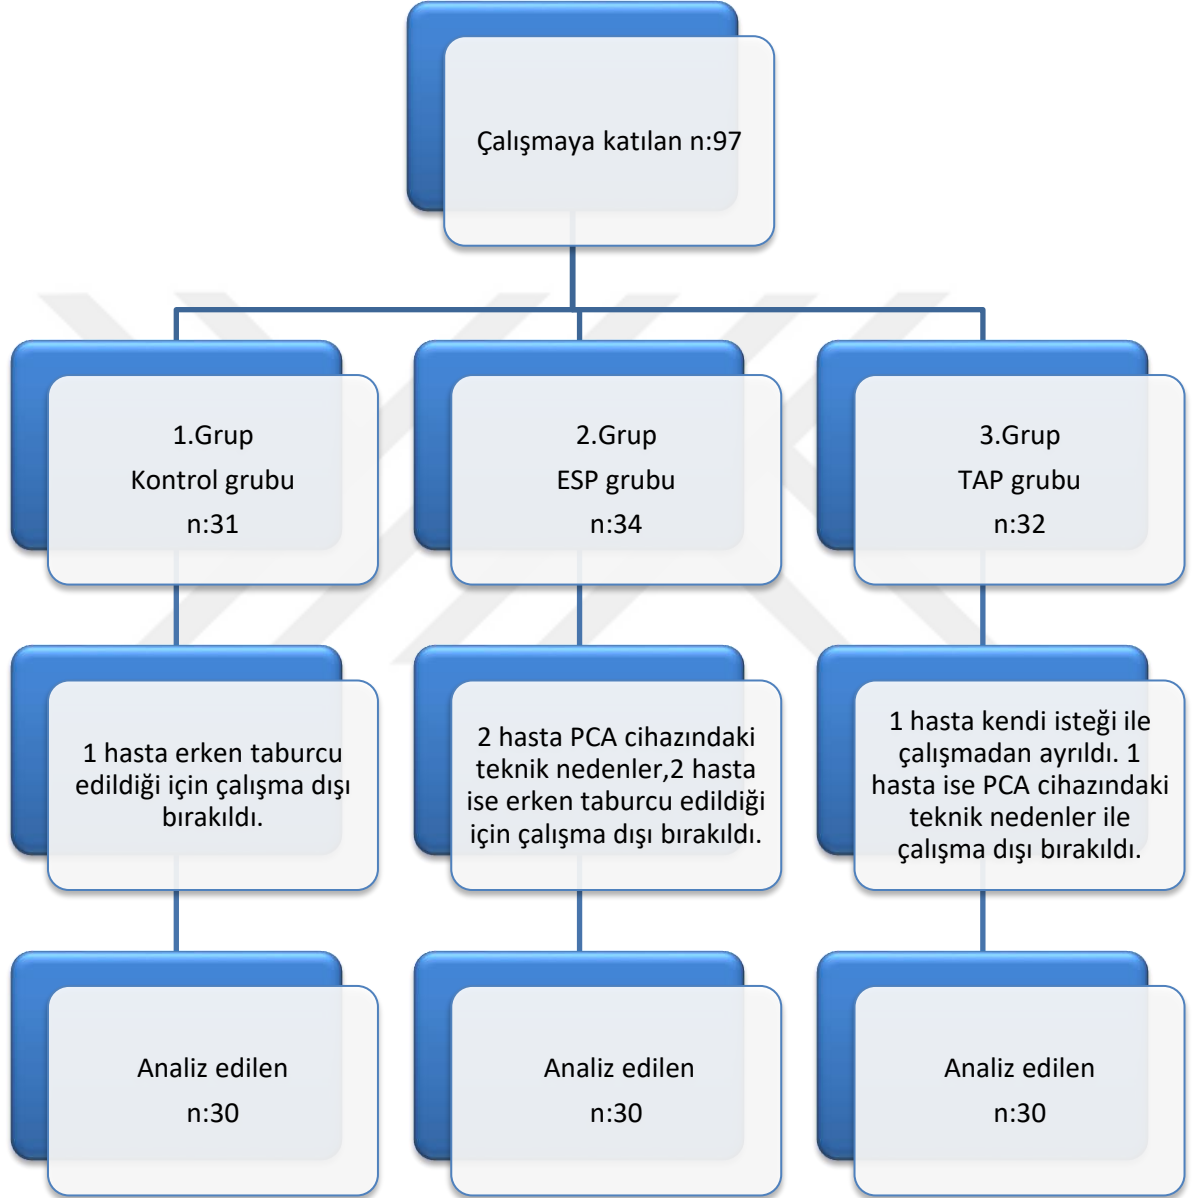 Çalışmaya katılan n:97
1.Grup
Kontrol grubu
n:31
2.Grup
ESP grubu
n:34
3.Grup
TAP grubu
n:32
1 hasta erken taburcu
edildiği için çalışma dışı
bırakıldı.
2 hasta PCA cihazındaki
teknik nedenler,2 hasta
ise erken taburcu edildiği
için çalışma dışı bırakıldı.
1 hasta kendi isteği ile
çalışmadan ayrıldı. 1
hasta ise PCA cihazındaki
teknik nedenler ile
çalışma dışı bırakıldı.
Analiz edilen
n:30
Analiz edilen
n:30
Analiz edilen
n:30